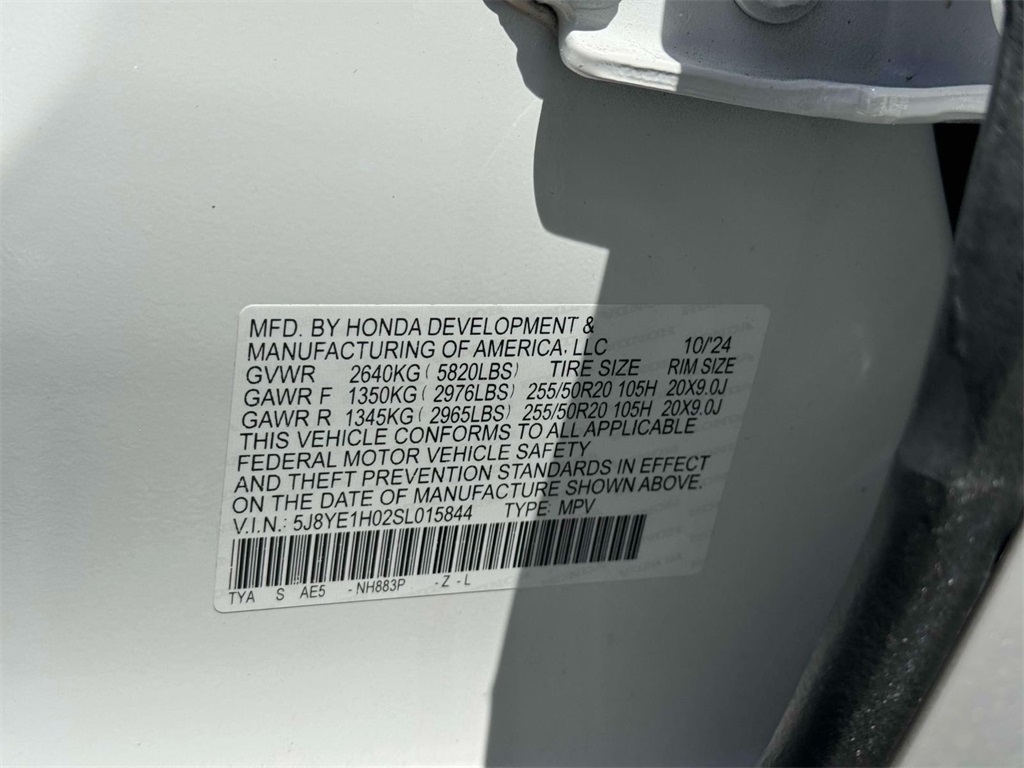 MFD. BY HONDA DEVELOPMENT &
MANUFACTURING OF AMERICA, LLC 10/'24
GVWR 2640KG ( 5820LBS) TIRE SIZE RIM SIZE
GAWR F 1350KG ( 2976LBS) 255/50R20 105H 20X9.0J
GAWR R 1345KG ( 2965LBS) 255/50R20 105H 20X9.0J
THIS VEHICLE CONFORMS TO ALL APPLICABLE
FEDERAL MOTOR VEHICLE SAFETY
AND THEFT PREVENTION STANDARDS IN EFFECT
ON THE DATE OF MANUFACTURE SHOWN ABOVE.
V.I.N.: 5J8YE1H02SL015844 TYPE: MPV
TYA S AE5 -NH883P -Z-L